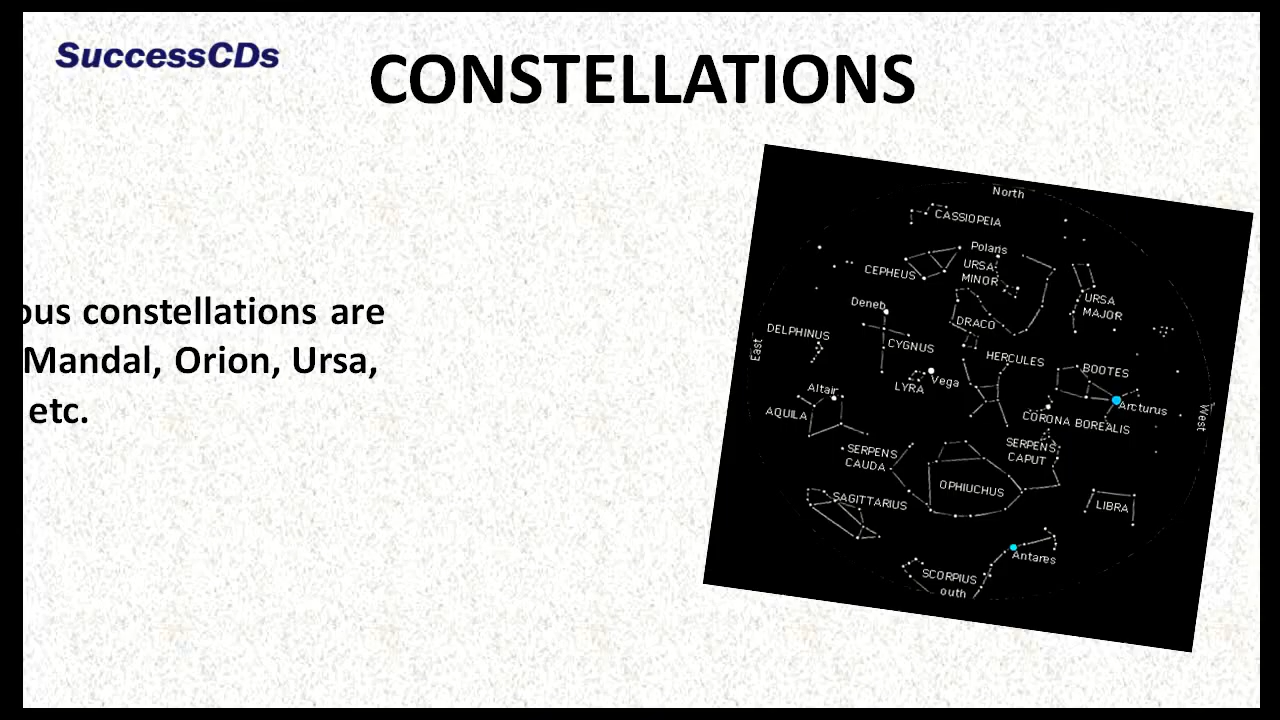 SuccessCDs
CONSTELLATIONS
constellations are
Mandal, Orion, Ursa,
etc.
North
CASSIOPEIA
Polaris
URSA
MINOR
CEPHEUS
URSA
MAJOR
Deneb
DRACO
DELPHINUS
CYGNUS
HERCULES
East
BOOTES
LYRA
Vega
Altair
Arcturus
AQUILA
CORONA BOREALIS
West
SERPENS
CAPUT
SERPENS
CAUDA
OPHIUCHUS
SAGITTARIUS
LIBRA
Antares
SCORPIUS
outh